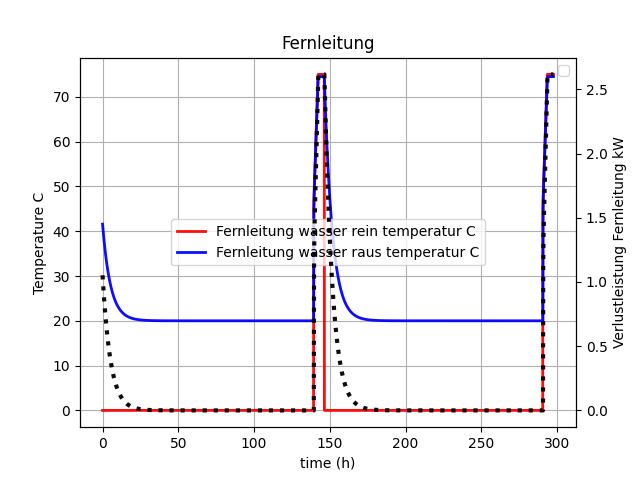 Fernleitung
Temperature C
70
60
50
40
30
20
10
0
Fernleitung wasser rein temperatur C
Fernleitung wasser raus temperatur C
2.5
2.0
1.5
1.0
0.5
0.0
Verlustleistung Fernleitung kW
0 50 100 150 200 250 300
time (h)